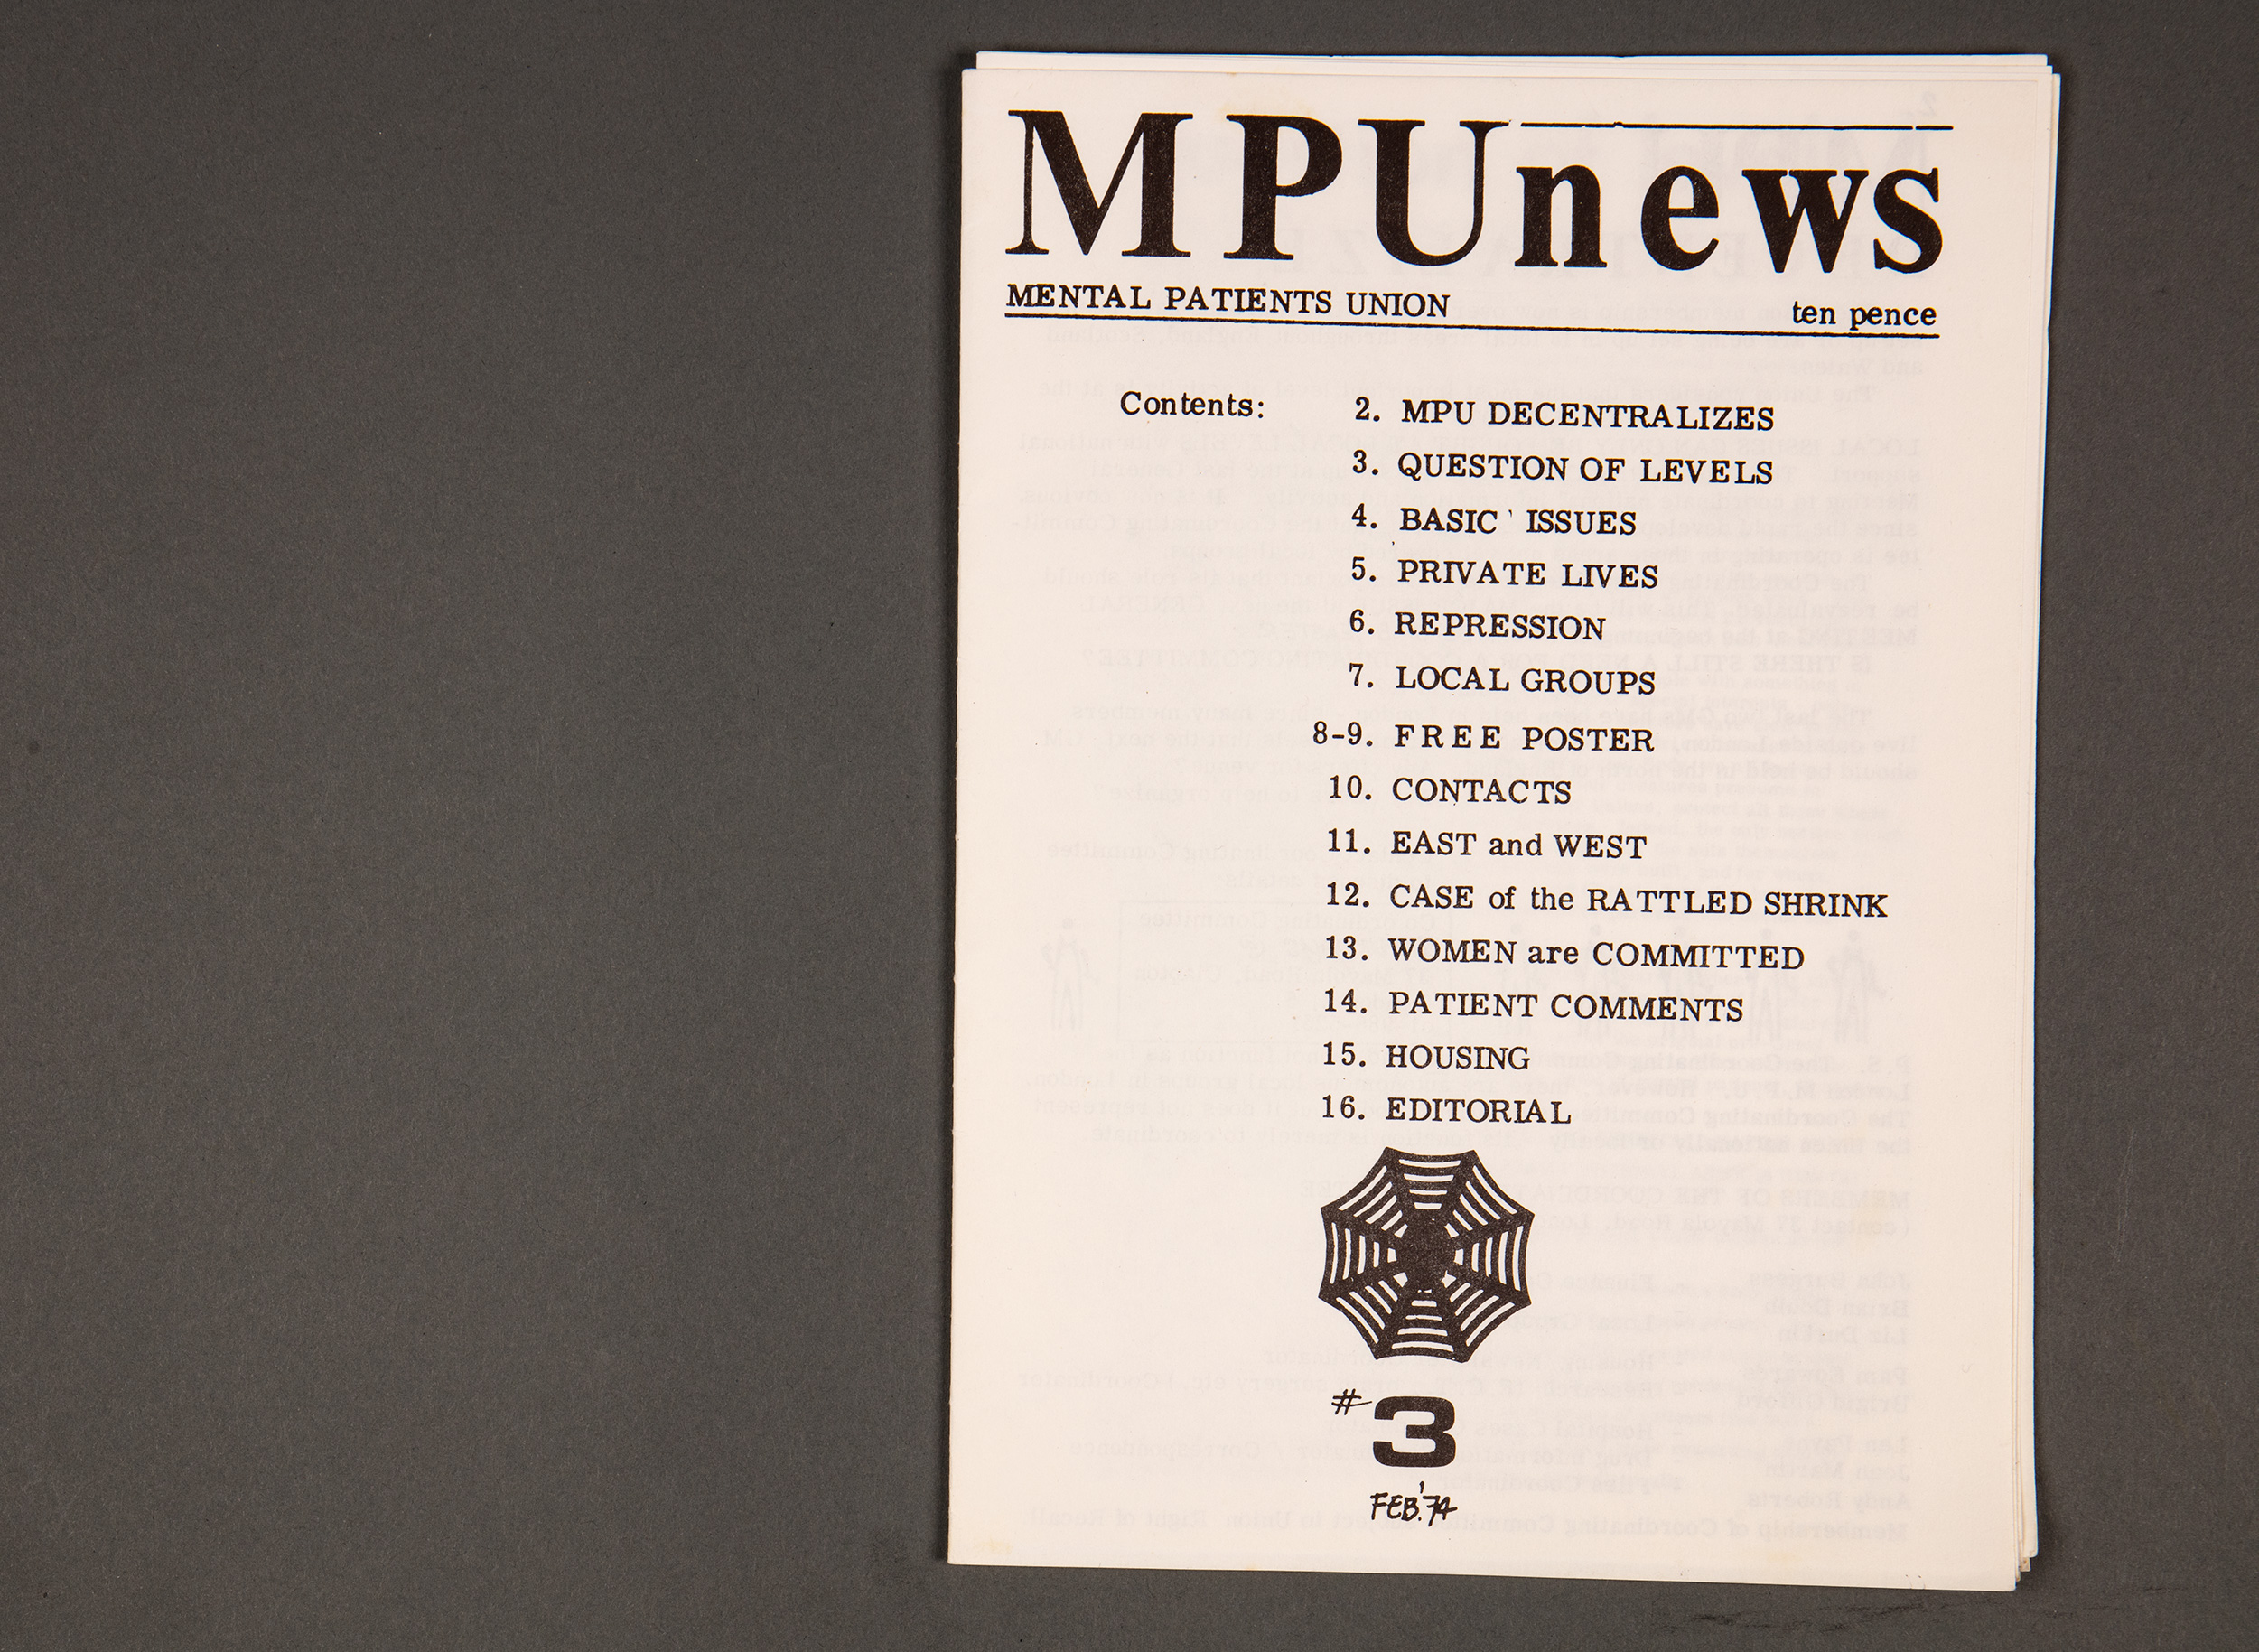 MPUnews
MENTAL PATIENTS UNION ten pence
Contents: 2. MPU DECENTRALIZES
3. QUESTION OF LEVELS
4. BASIC ISSUES
5. PRIVATE LIVES
6. REPRESSION
7. LOCAL GROUPS
8-9. FREE POSTER
10. CONTACTS
11. EAST and WEST
12. CASE of the RATTLED SHRINK
13. WOMEN are COMMITTED
14. PATIENT COMMENTS
15. HOUSING
16. EDITORIAL
#3
FEB.'74